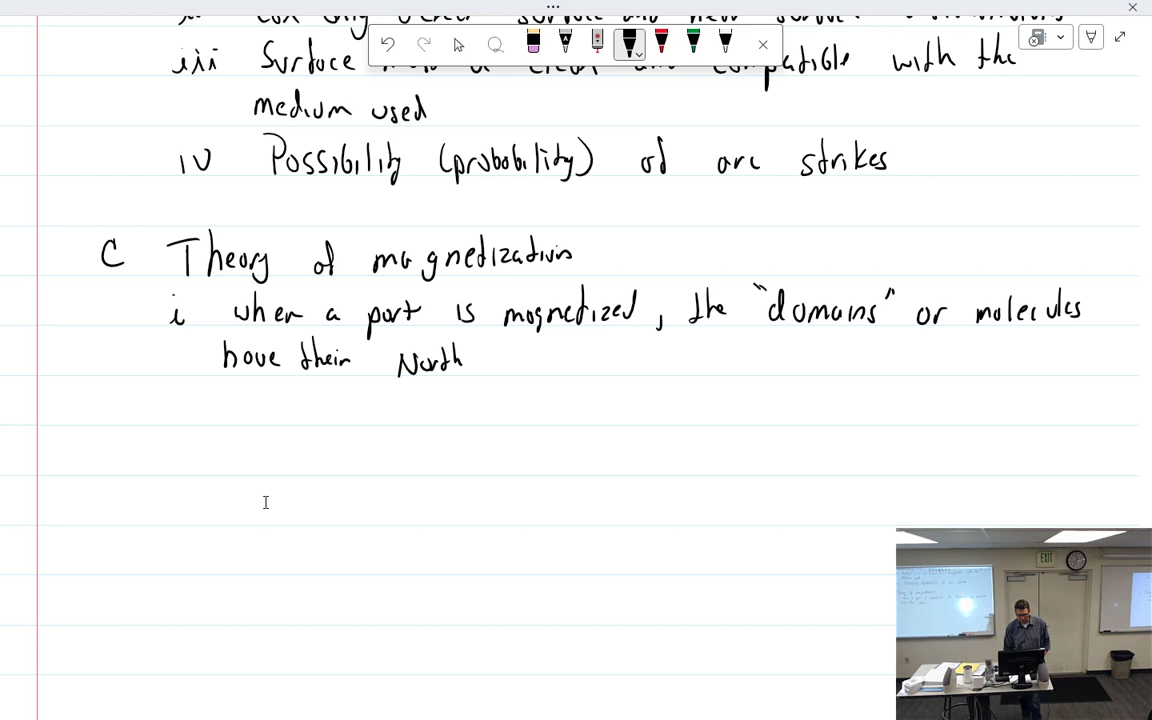 iii Surface with the
medium used
iv Possibility (probability) of arc strikes
C Theory of magnetization
i when a part is magnetized, the "domains" or molecules
have their North
EXIT